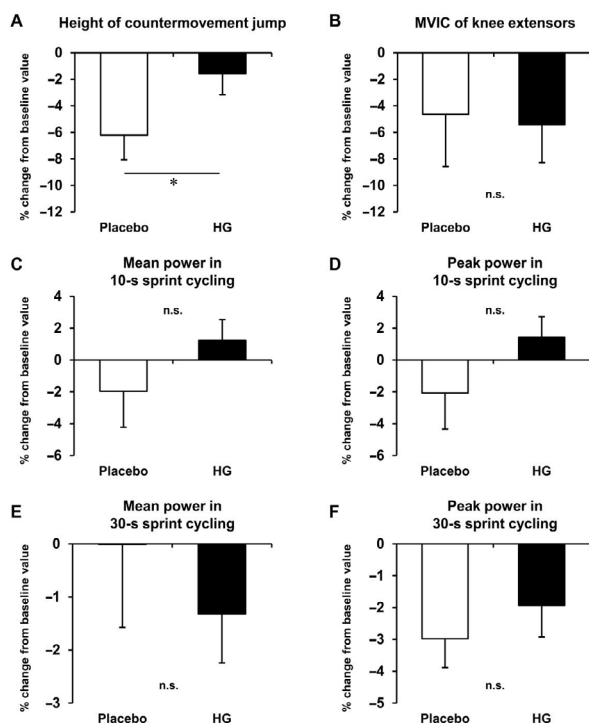 A
Height of countermovement jump
% change from baseline value
0
−2
−4
−6
−8
−10
−12
*
Placebo
HG
B
MVIC of knee extensors
% change from baseline value
0
−2
−4
−6
−8
−10
−12
n.s.
Placebo
HG
C
Mean power in
10-s sprint cycling
% change from baseline value
4
2
0
−2
−4
−6
n.s.
Placebo
HG
D
Peak power in
10-s sprint cycling
% change from baseline value
4
2
0
−2
−4
−6
n.s.
Placebo
HG
E
Mean power in
30-s sprint cycling
% change from baseline value
0
−1
−2
−3
n.s.
Placebo
HG
F
Peak power in
30-s sprint cycling
% change from baseline value
0
−1
−2
−3
−4
−5
n.s.
Placebo
HG